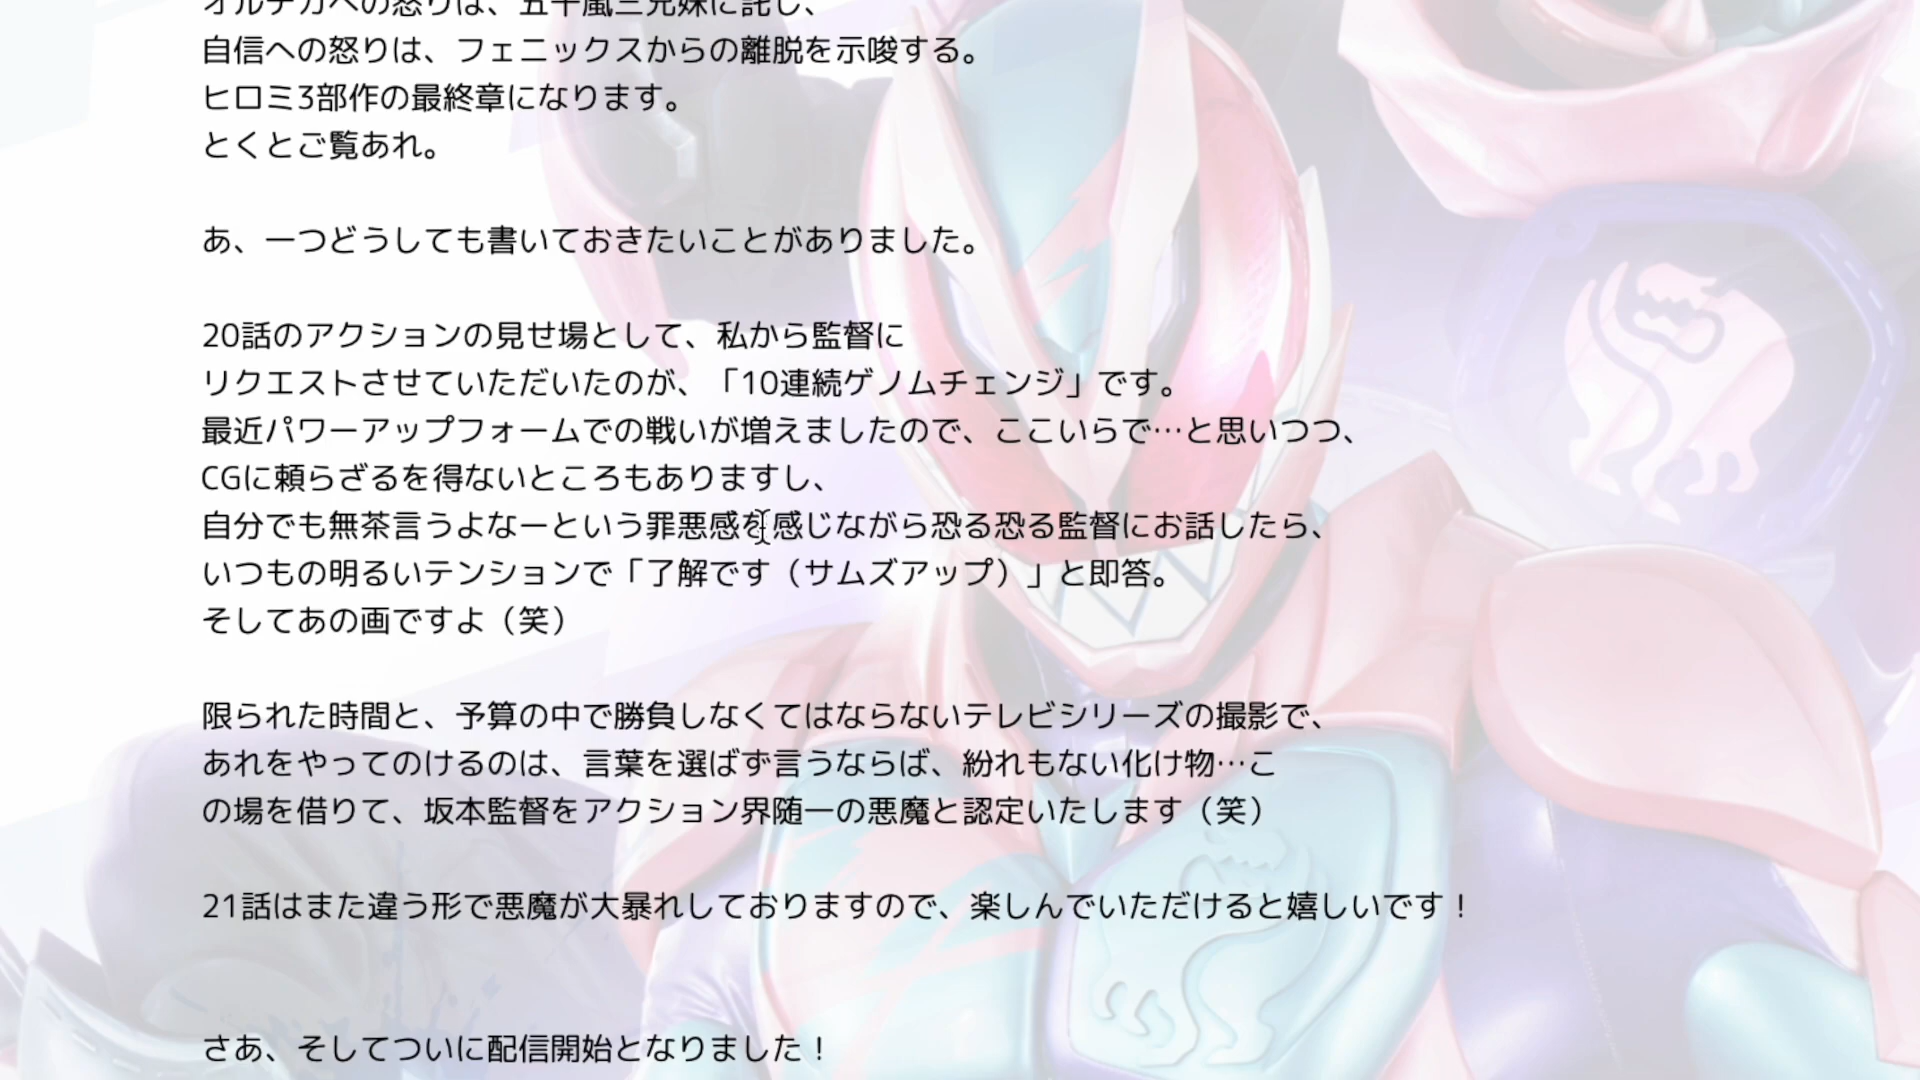 オルテカへの怒りは、五十嵐三兄妹に託し、
自信への怒りは、フェニックスからの離脱を示唆する。
ヒロミ3部作の最終章になります。
とくとご覧あれ。
あ、一つどうしても書いておきたいことがありました。
20話のアクションの見せ場として、私から監督に
リクエストさせていただいたのが、「10連続ゲノムチェンジ」です。
最近パワーアップフォームでの戦いが増えましたので、ここいらで…と思いつつ、
CGに頼らざるを得ないところもありますし、
自分でも無茶言うよなーという罪悪感を感じながら恐る恐る監督にお話したら、
いつもの明るいテンションで「了解です（サムズアップ）」と即答。
そしてあの画ですよ（笑）
限られた時間と、予算の中で勝負しなくてはならないテレビシリーズの撮影で、
あれをやってのけるのは、言葉を選ばず言うならば、紛れもない化け物…こ
の場を借りて、坂本監督をアクション界随一の悪魔と認定いたします（笑）
21話はまた違う形で悪魔が大暴れしておりますので、楽しんでいただけると嬉しいです！
さあ、そしてついに配信開始となりました！